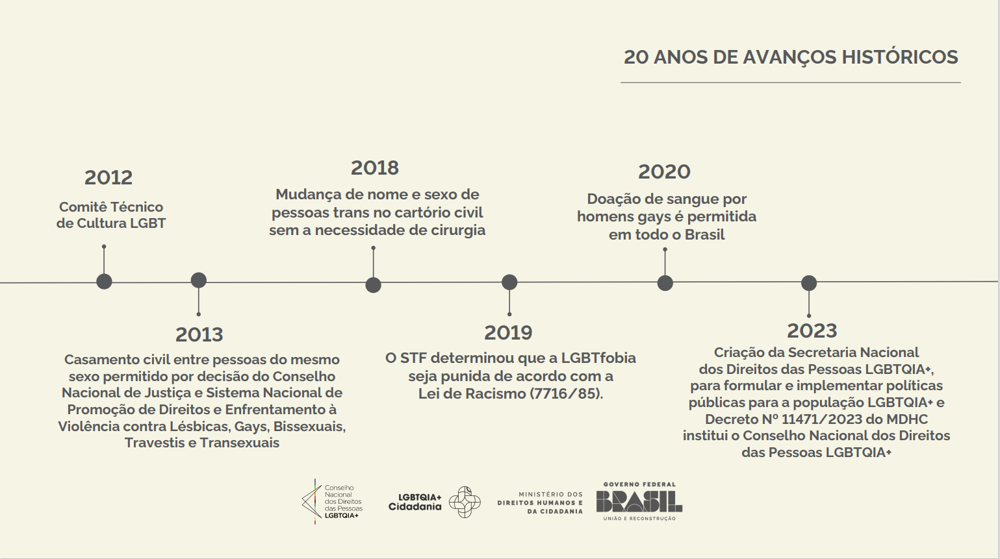 20 ANOS DE AVANÇOS HISTÓRICOS
2012
Comitê Técnico
de Cultura LGBT
2018
Mudança de nome e sexo de
pessoas trans no cartório civil
sem a necessidade de cirurgia
2020
Doação de sangue por
homens gays é permitida
em todo o Brasil
2013
Casamento civil entre pessoas do mesmo
sexo permitido por decisão do Conselho
Nacional de Justiça e Sistema Nacional de
Promoção de Direitos e Enfrentamento à
Violência contra Lésbicas, Gays, Bissexuais,
Travestis e Transexuais
2019
O STF determinou que a LGBTfobia
seja punida de acordo com a
Lei de Racismo (7716/85).
2023
Criação da Secretaria Nacional
dos Direitos das Pessoas LGBTQIA+,
para formular e implementar políticas
públicas para a população LGBTQIA+ e
Decreto Nº 11471/2023 do MDHC
institui o Conselho Nacional dos Direitos
das Pessoas LGBTQIA+
Conselho
Nacional
dos Direitos
das Pessoas
LGBTQIA+
LGBTQIA+
Cidadania
MINISTÉRIO DOS
DIREITOS HUMANOS E
DA CIDADANIA
GOVERNO FEDERAL
BRASIL
UNIÃO E RECONSTRUÇÃO